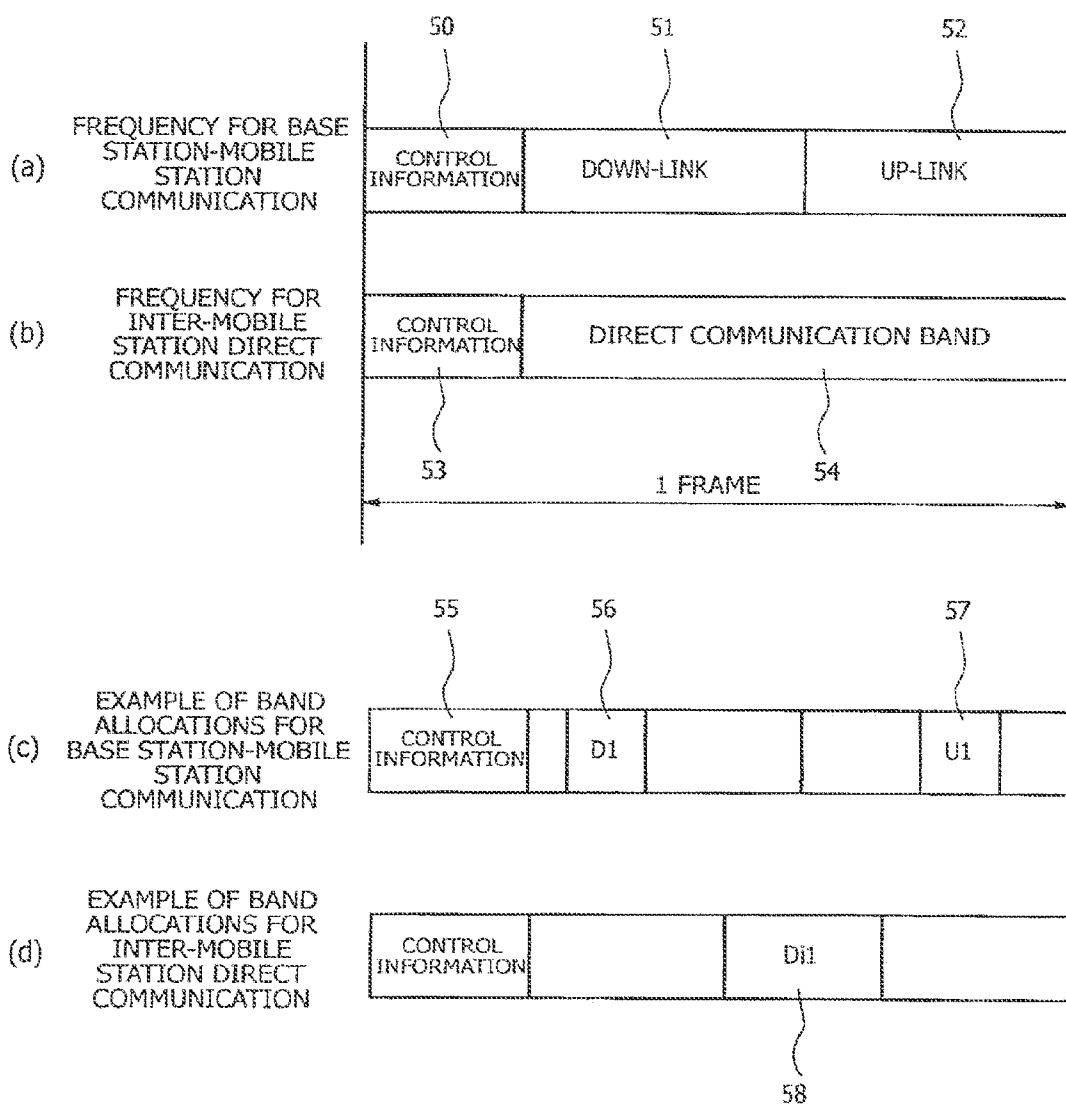 50 51 52
(a)
FREQUENCY FOR BASE
STATION-MOBILE
STATION
COMMUNICATION
CONTROL
INFORMATION
DOWN-LINK
UP-LINK
(b)
FREQUENCY FOR
INTER-MOBILE
STATION DIRECT
COMMUNICATION
CONTROL
INFORMATION
DIRECT COMMUNICATION BAND
53 54
1 FRAME
55 56 57
(c)
EXAMPLE OF BAND
ALLOCATIONS FOR
BASE STATION-MOBILE
STATION
COMMUNICATION
CONTROL
INFORMATION
D1
U1
(d)
EXAMPLE OF BAND
ALLOCATIONS FOR
INTER-MOBILE
STATION DIRECT
COMMUNICATION
CONTROL
INFORMATION
Di1
58